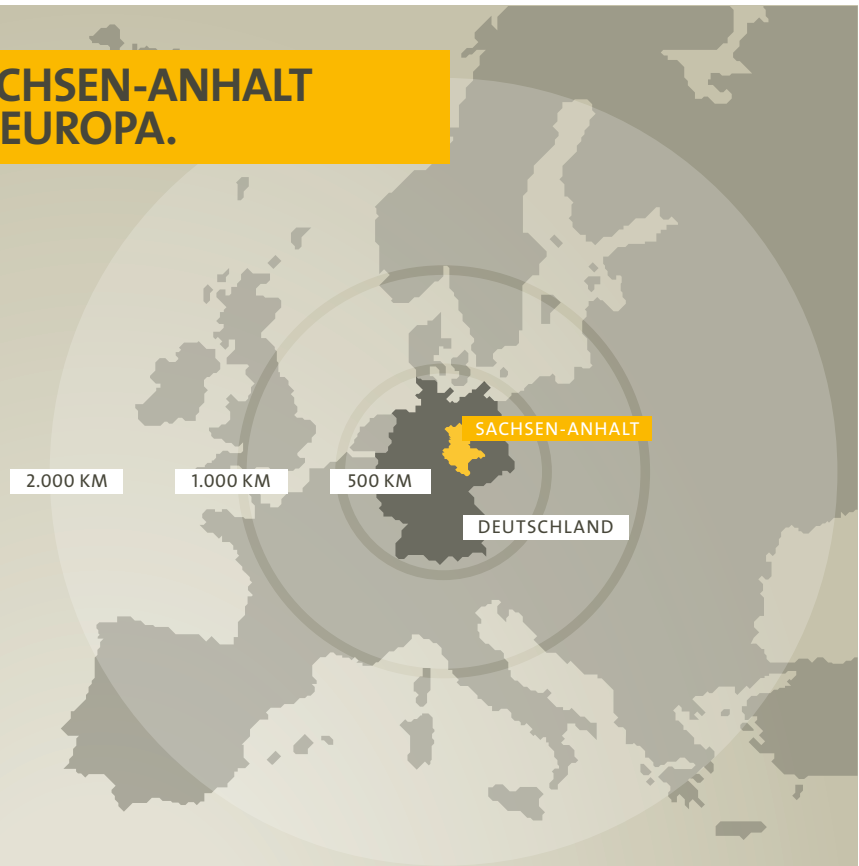 CHSEN-ANHALT
EUROPA.
SACHSEN-ANHALT
2.000 KM
1.000 KM
500 KM
DEUTSCHLAND